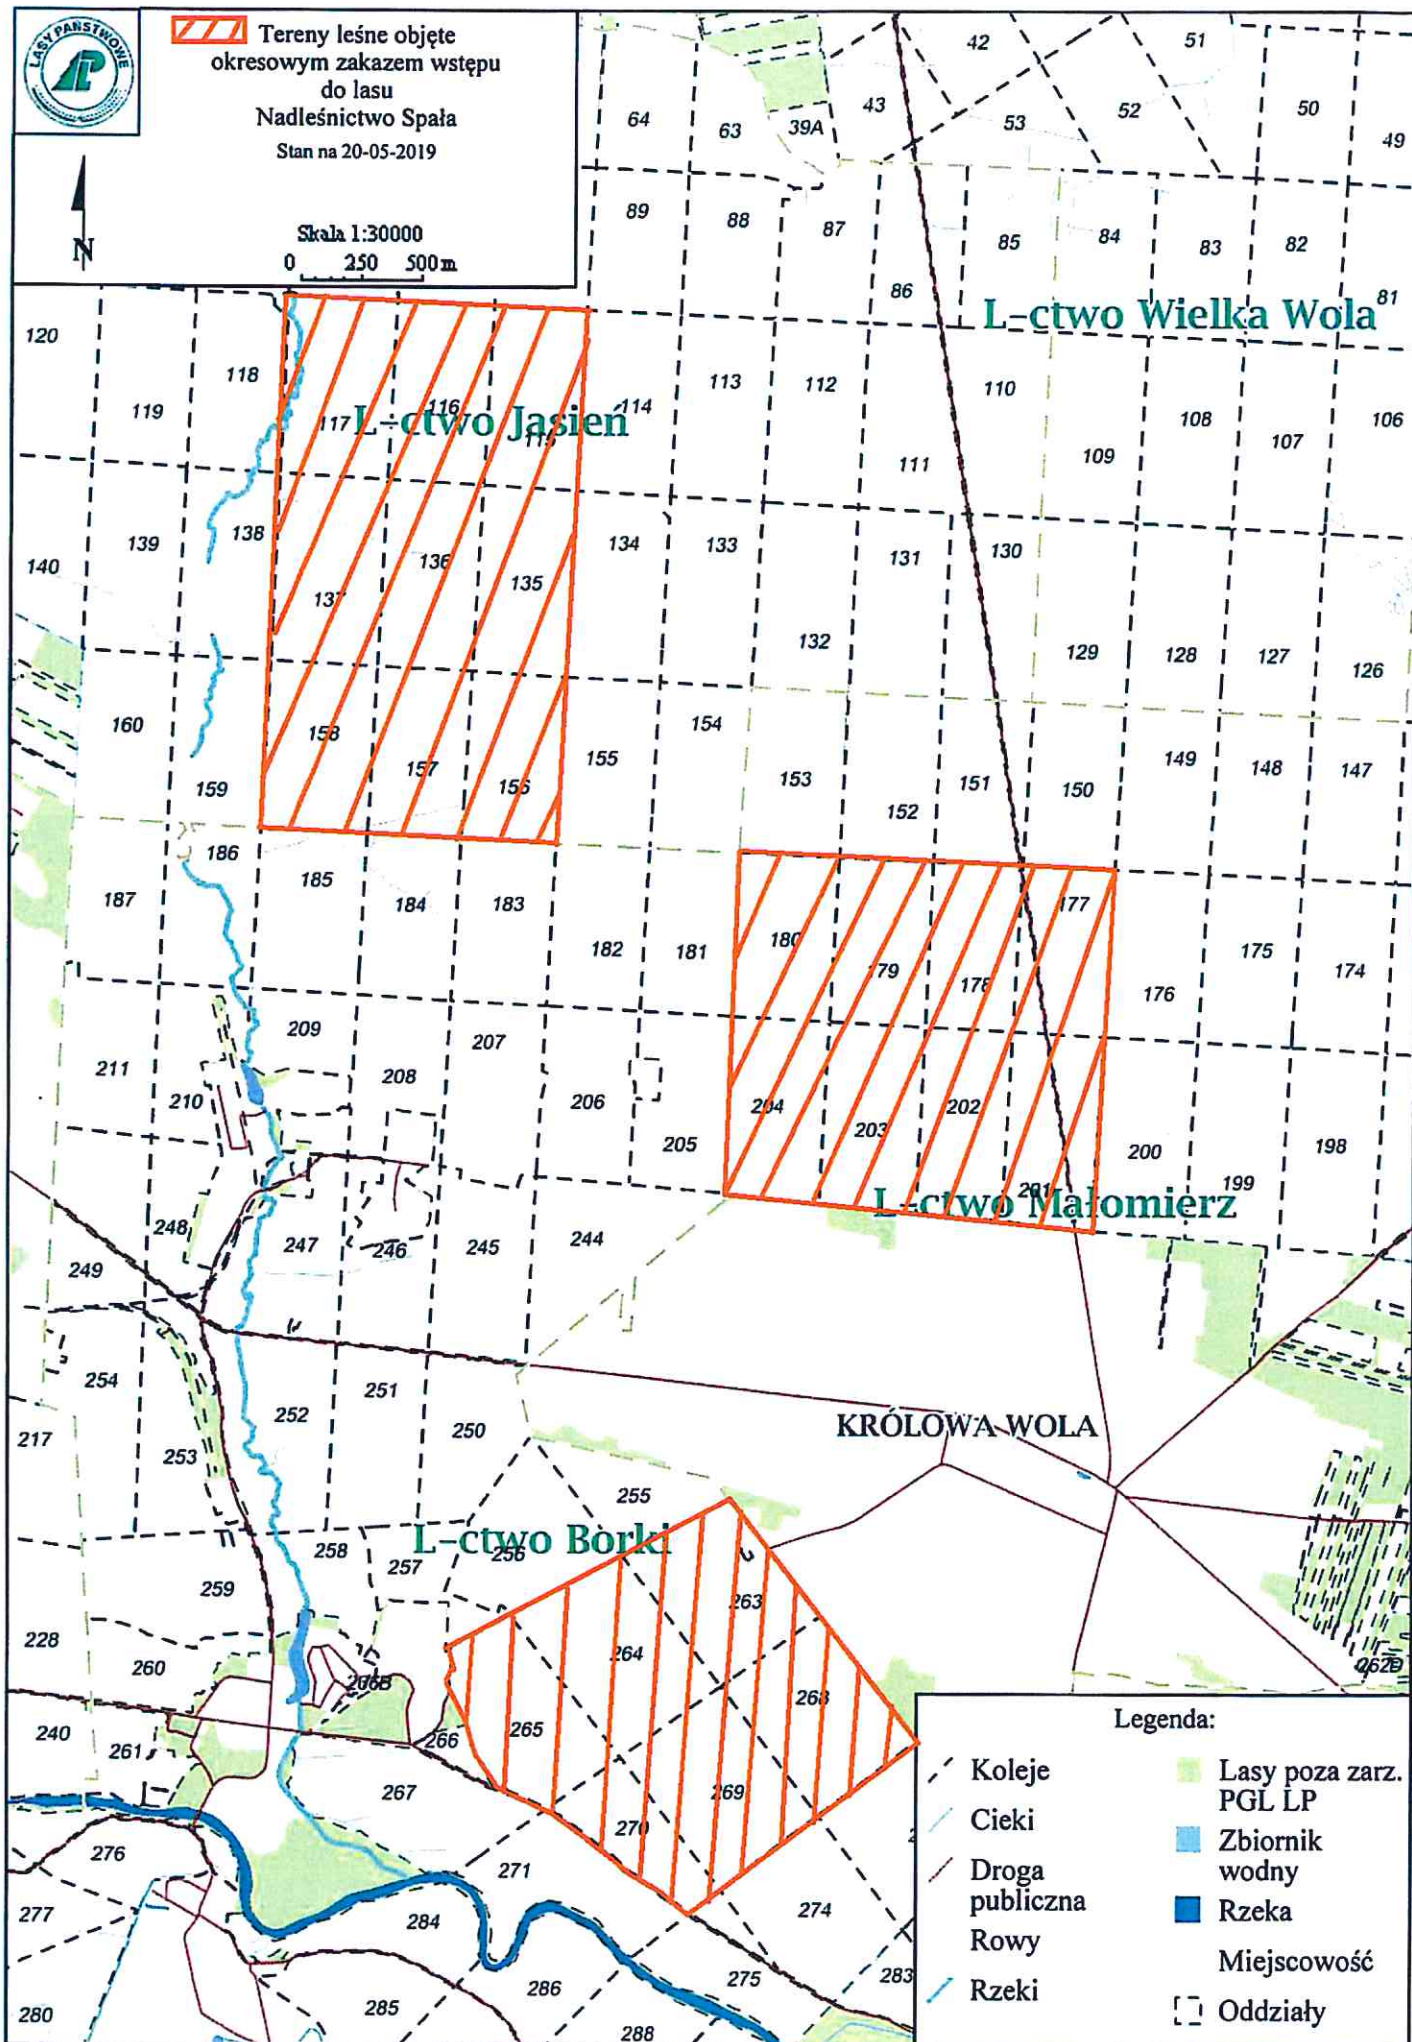 LASY PAŃSTWOWE
Tereny leśne objęte
okresowym zakazem wstępu
do lasu
Nadleśnictwo Spała
Stan na 20-05-2019
N
Skala 1:30000
0 250 500 m
42 51
64 63 39A 43 53 52 50 49
89 88 87 86 85 84 83 82 81
L-ctwo Wielka Wola
120 119 118 117 116 115 114 113 112 111 110 109 108 107 106
L-ctwo Jasień
140 139 138 137 136 135 134 133 132 131 130 129 128 127 126
160 159 158 157 156 155 154 153 152 151 150 149 148 147
187 186 185 184 183 182 181 180 179 178 177 176 175 174
211 210 209 208 207 206 205 204 203 202 201 200 199 198
L-ctwo Małomierz
249 248 247 246 245 244
254 253 252 251 250
217
KRÓLOWA WOLA
255
L-ctwo Borki
259 258 257 256
228 260 264 263
262D
240 261 266 265 268
267 270 269
276 271 274
277 284 283
280 285 286 275
288
Legenda:
Koleje
Cieki
Droga
publiczna
Rowy
Rzeki
Lasy poza zarz.
PGL LP
Zbiornik
wodny
Rzeka
Miejscowość
Oddziały